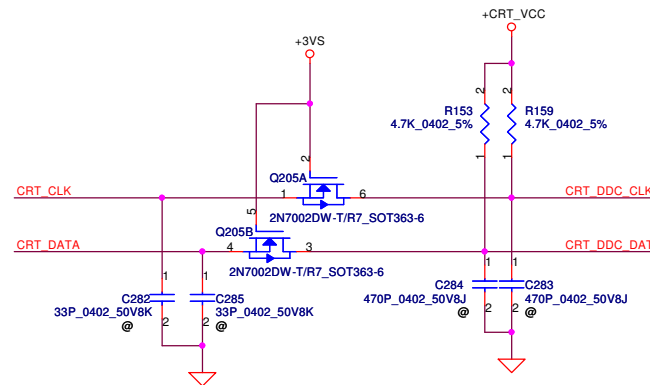 +CRT_VCC
+3VS
2
2
R153
4.7K_0402_5%
R159
4.7K_0402_5%
1
1
2
Q205A
CRT_CLK
1
6
CRT_DDC_CLK
2N7002DW-T/R7_SOT363-6
5
Q205B
CRT_DATA
4
3
CRT_DDC_DAT
2N7002DW-T/R7_SOT363-6
1
1
1
1
C282
33P_0402_50V8K
@
2
C285
33P_0402_50V8K
@
2
C284
470P_0402_50V8J
@
2
C283
470P_0402_50V8J
@
2